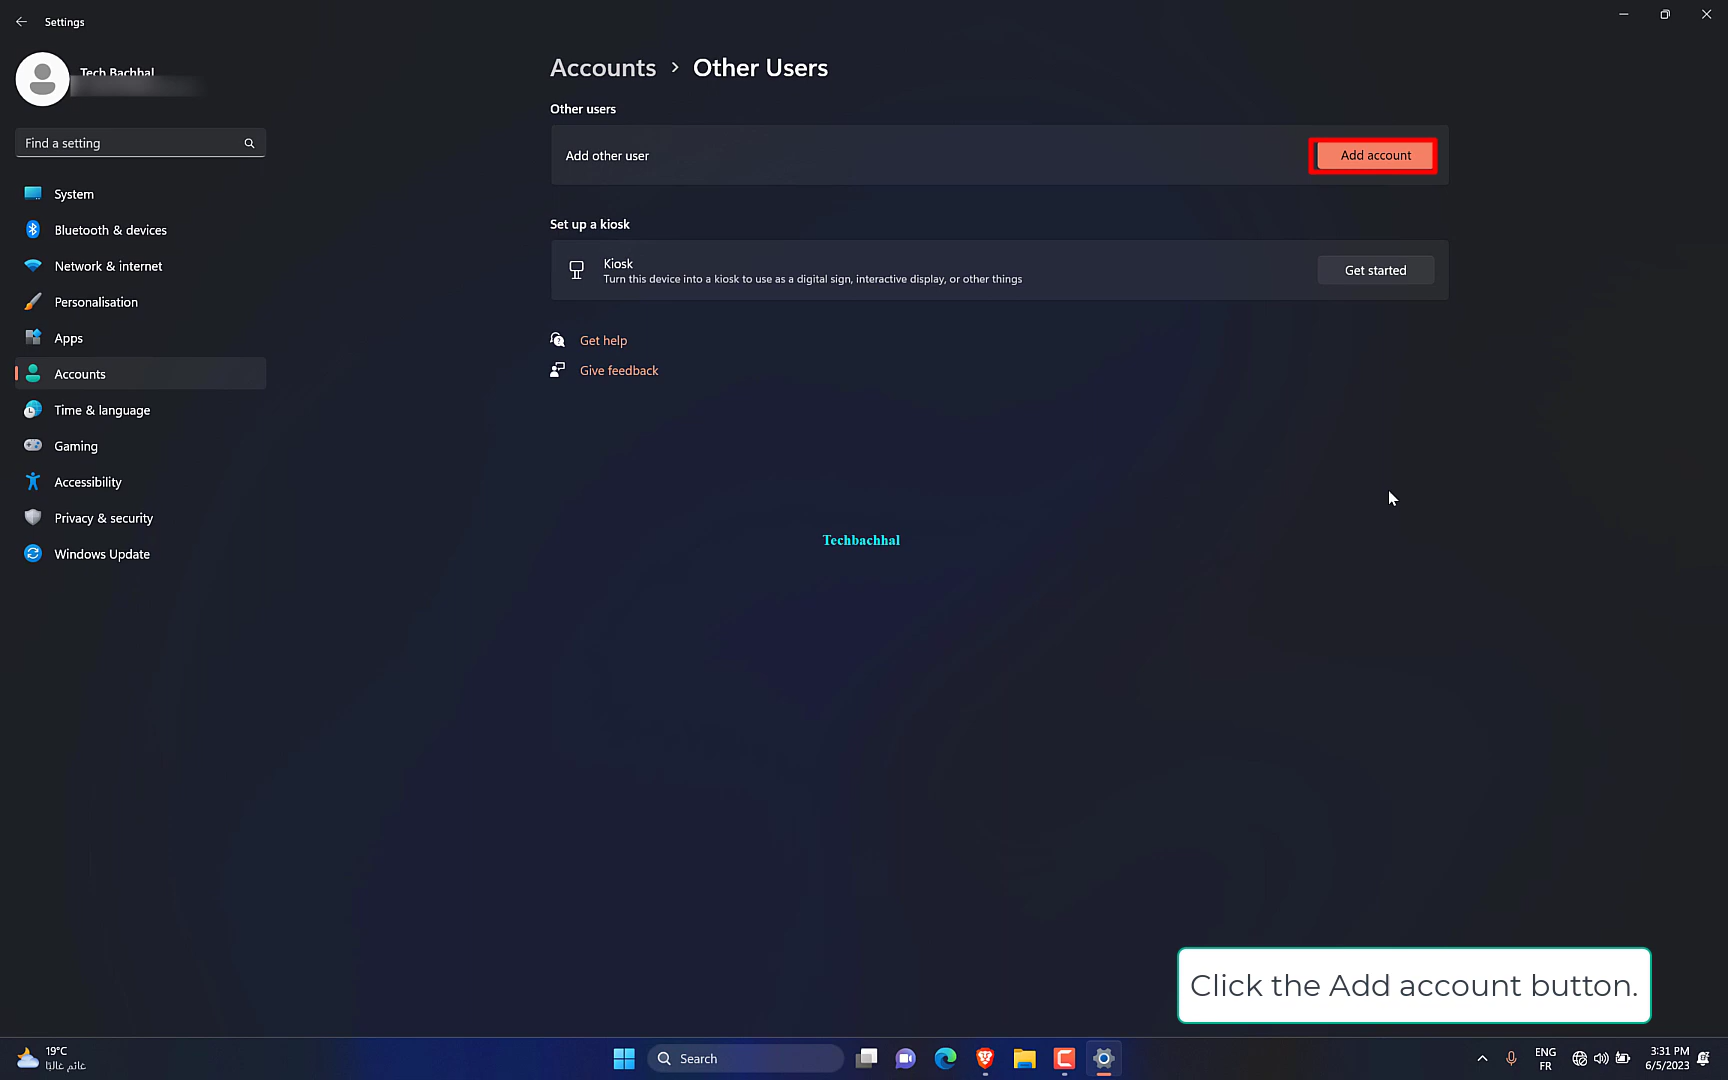 Settings
Tech Bachhal
Find a setting
System
Bluetooth & devices
Network & internet
Personalisation
Apps
Accounts
Time & language
Gaming
Accessibility
Privacy & security
Windows Update
Accounts > Other Users
Other users
Add other user
Add account
Set up a kiosk
Kiosk
Turn this device into a kiosk to use as a digital sign, interactive display, or other things
Get started
Get help
Give feedback
Techbachhal
Click the Add account button.
19°C
غائم غالبًا
Search
ENG
FR
3:31 PM
6/5/2023